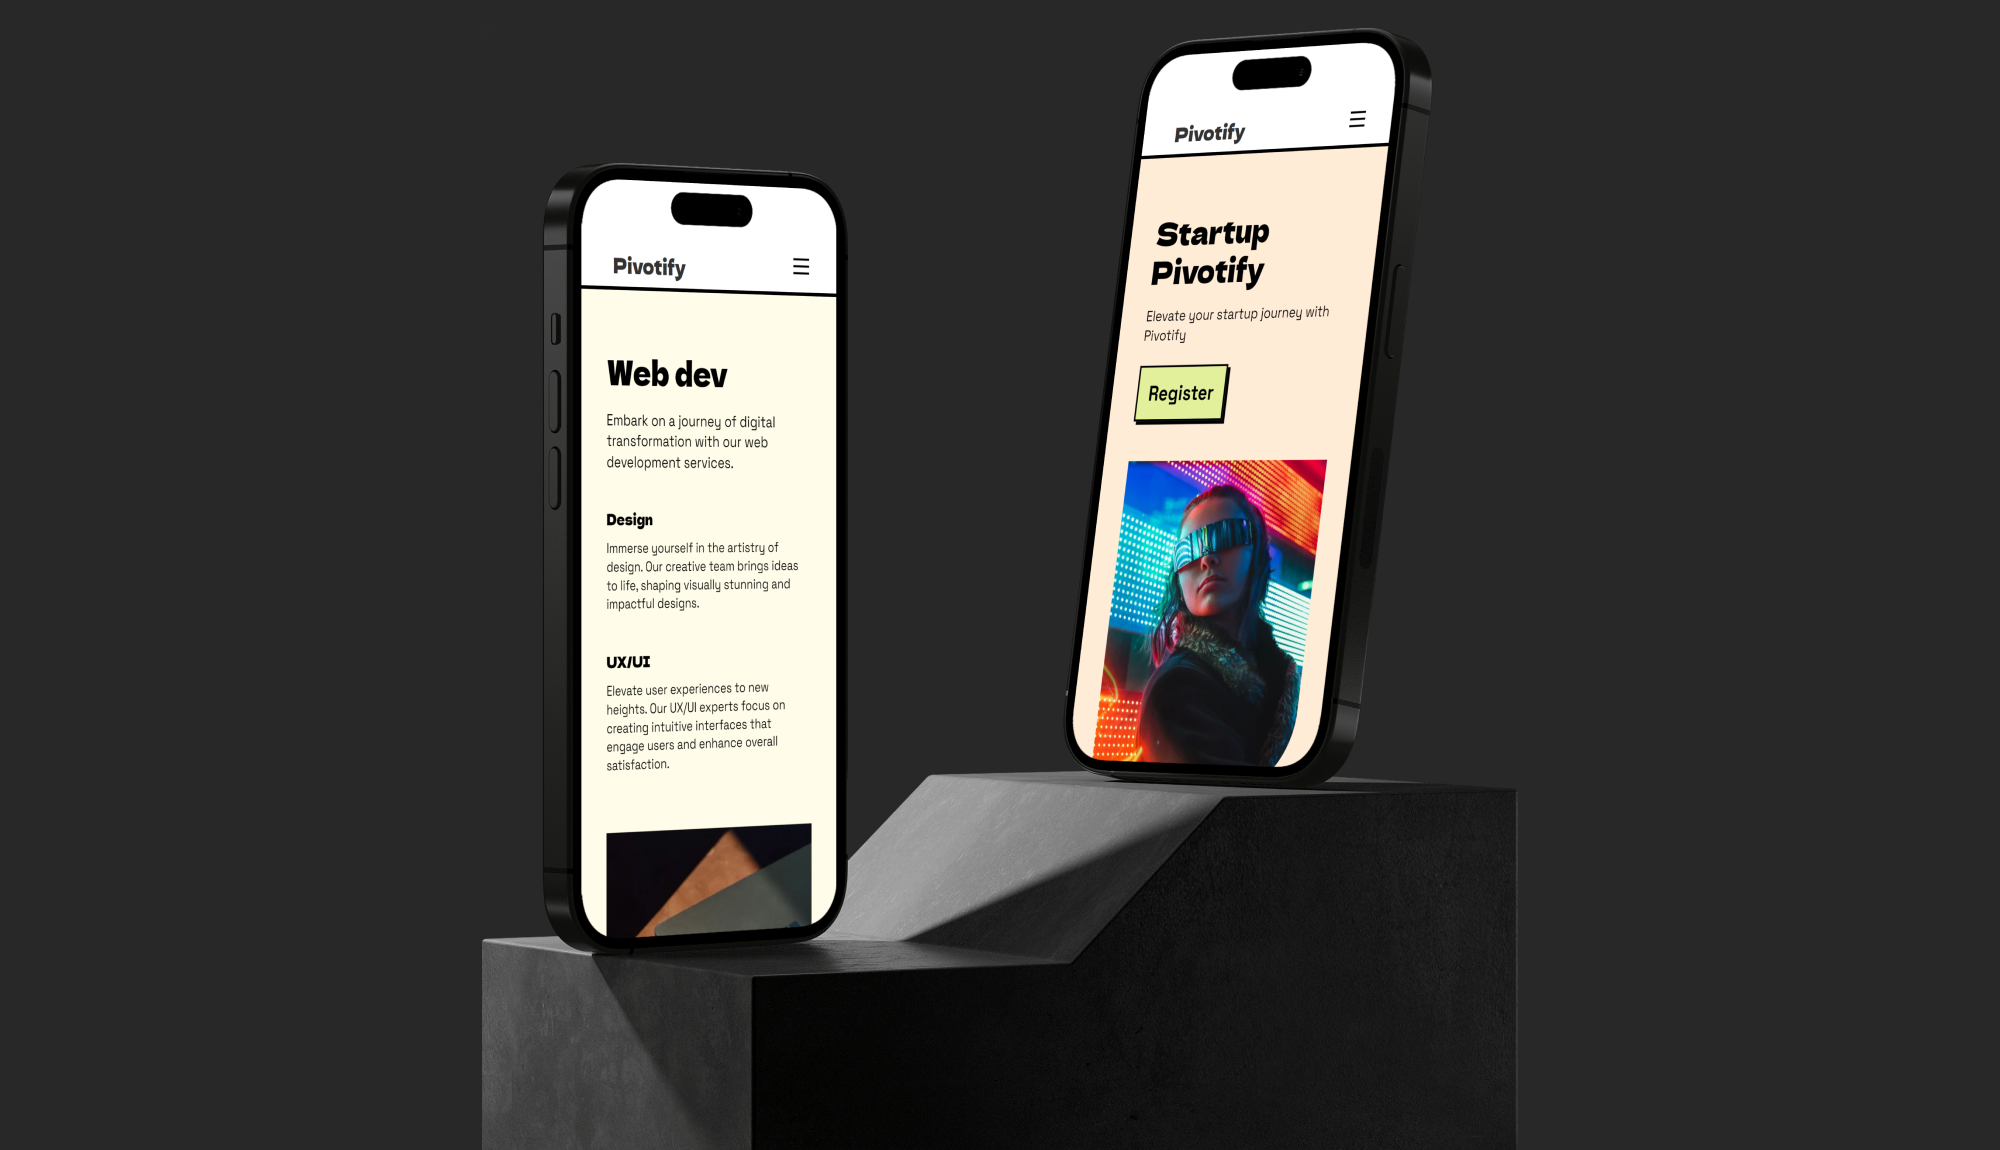 Pivotify
Web dev
Embark on a journey of digital
transformation with our web
development services.
Design
Immerse yourself in the artistry of
design. Our creative team brings ideas
to life, shaping visually stunning and
impactful designs.
UX/UI
Elevate user experiences to new
heights. Our UX/UI experts focus on
creating intuitive interfaces that
engage users and enhance overall
satisfaction.
Pivotify
Startup
Pivotify
Elevate your startup journey with
Pivotify
Register